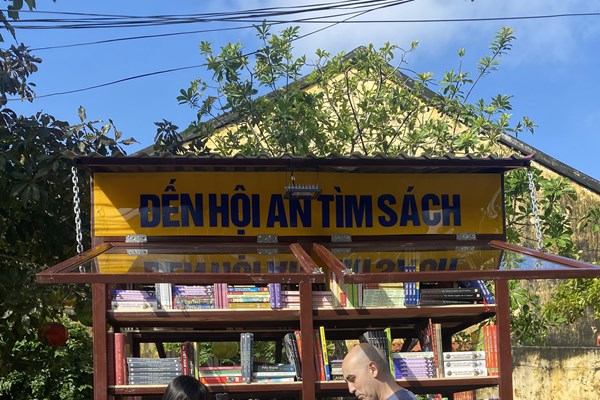 ĐẾN HỘI AN TÌM SÁCH